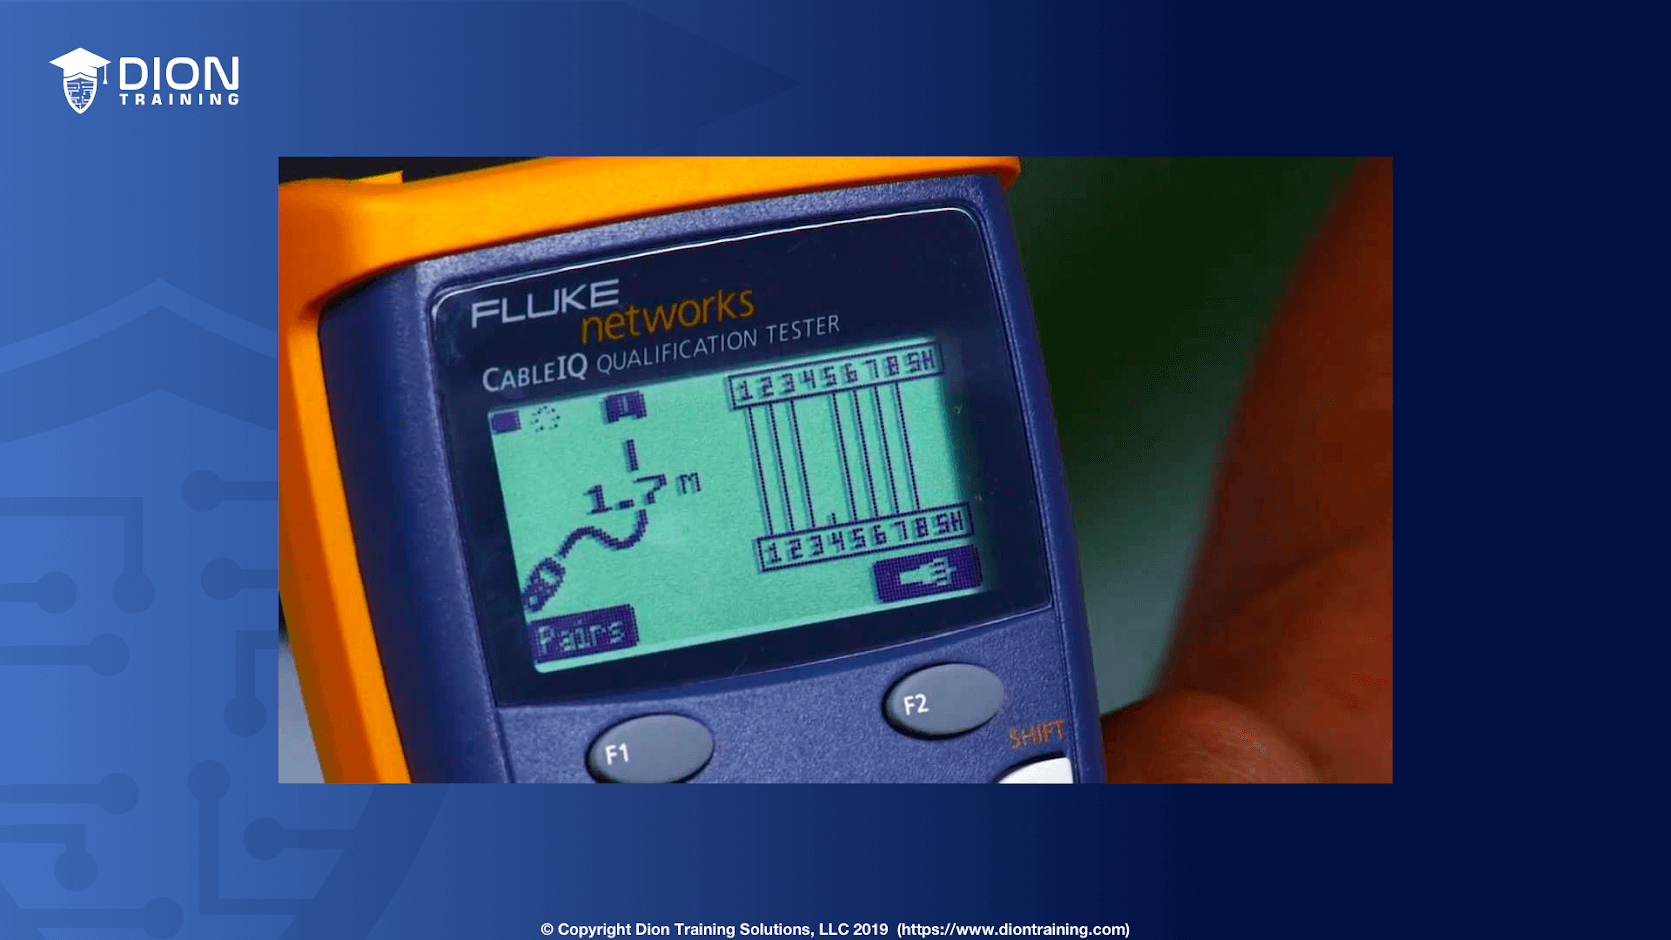 DION
TRAINING
FLUKE
networks
CABLEIQ QUALIFICATION TESTER
12345678SH
1.7 m
12345678SH
Pairs
F1
F2
SHIFT
© Copyright Dion Training Solutions, LLC 2019 (https://www.diontraining.com)